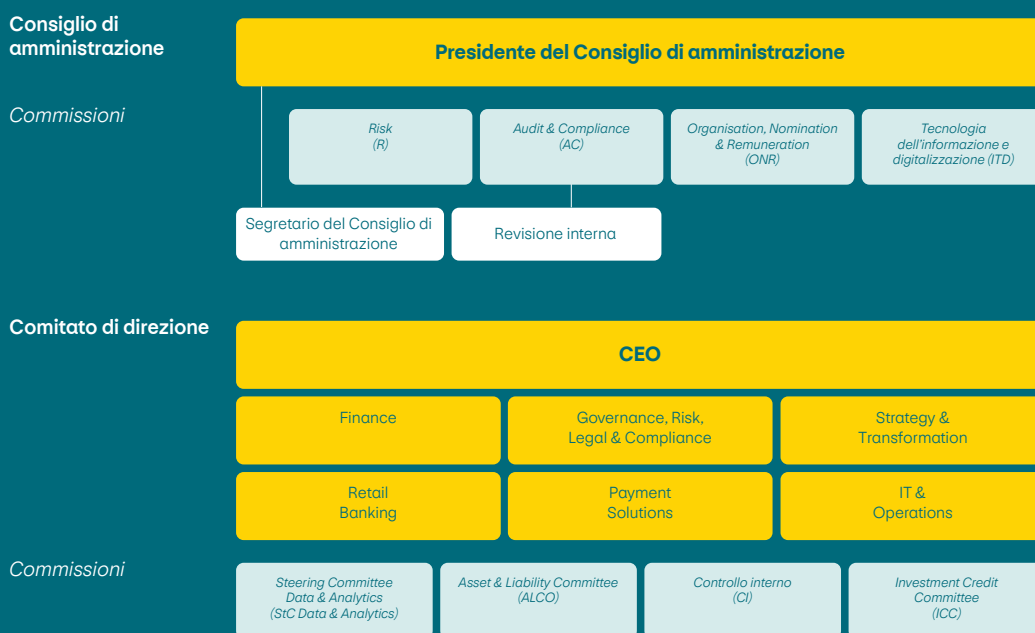 Consiglio di
amministrazione
Presidente del Consiglio di amministrazione
Commissioni
Risk
(R)
Audit & Compliance
(AC)
Organisation, Nomination
& Remuneration
(ONR)
Tecnologia
dell'informazione e
digitalizzazione (ITD)
Segretario del Consiglio di
amministrazione
Revisione interna
Comitato di direzione
CEO
Finance
Governance, Risk,
Legal & Compliance
Strategy &
Transformation
Retail
Banking
Payment
Solutions
IT &
Operations
Commissioni
Steering Committee
Data & Analytics
(StC Data & Analytics)
Asset & Liability Committee
(ALCO)
Controllo interno
(CI)
Investment Credit
Committee
(ICC)